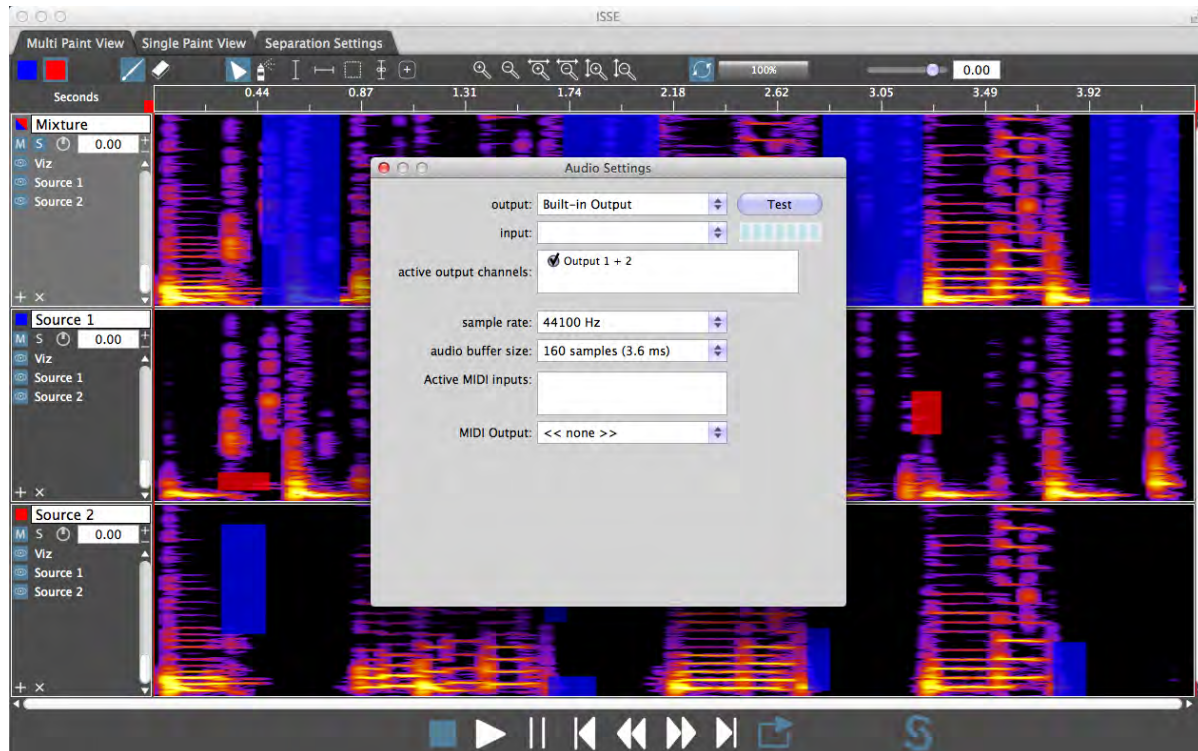 ISSE
Multi Paint View Single Paint View Separation Settings
100% 0.00
Seconds 0.44 0.87 1.31 1.74 2.18 2.62 3.05 3.49 3.92
Mixture
M S 0.00 +
Viz
Source 1
Source 2
+ ×
Source 1
M S 0.00 +
Viz
Source 1
Source 2
+ ×
Source 2
M S 0.00 +
Viz
Source 1
Source 2
+ ×
Audio Settings
output: Built-in Output Test
input:
active output channels: Output 1 + 2
sample rate: 44100 Hz
audio buffer size: 160 samples (3.6 ms)
Active MIDI inputs:
MIDI Output: << none >>
S